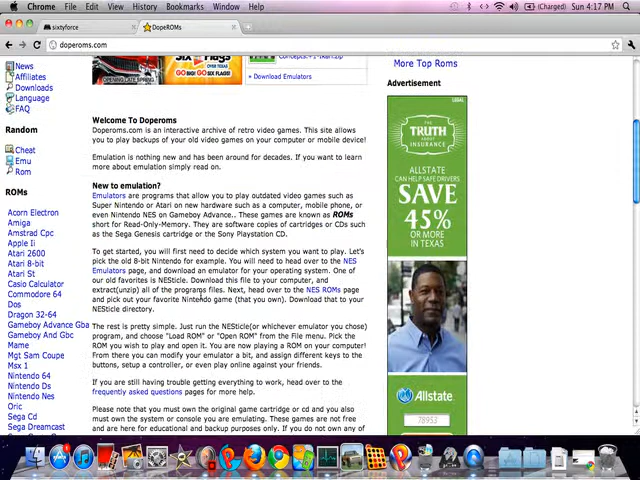 Chrome File Edit View History Bookmarks Window Help
(Charged) Sun 4:17 PM
sixtyforce
DopeROMs
doperoms.com
News
Affiliates
Downloads
Language
FAQ
Random
Cheat
Emu
Rom
ROMs
Acorn Electron
Amiga
Amstrad Cpc
Apple Ii
Atari 2600
Atari 8-bit
Atari St
Casio Calculator
Commodore 64
Dos
Dragon 32-64
Gameboy Advance Gba
Gameboy And Gbc
Mame
Mgt Sam Coupe
Msx 1
Nintendo 64
Nintendo Ds
Nintendo Nes
Oric
Sega Cd
Sega Dreamcast
OPENING LATE SPRING
Six Flags
OVER TEXAS
GO BIG! GO SIX FLAGS!
› Download Emulators
Welcome To Doperoms
Doperoms.com is an interactive archive of retro video games. This site allows
you to play backups of your old video games on your computer or mobile device!
Emulation is nothing new and has been around for decades. If you want to learn
more about emulation simply read on.
New to emulation?
Emulators are programs that allow you to play outdated video games such as
Super Nintendo or Atari on new hardware such as a computer, mobile phone, or
even Nintendo NES on Gameboy Advance.. These games are known as ROMs
short for Read-Only-Memory. They are software copies of cartridges or CDs such
as the Sega Genesis cartridge or the Sony Playstation CD.
To get started, you will first need to decide which system you want to play. Let's
pick the old 8-bit Nintendo for example. You will need to head over to the NES
Emulators page, and download an emulator for your operating system. One of
our old favorites is NESticle. Download this file to your computer, and
extract(unzip) all of the programs files. Next, head over to the NES ROMs page
and pick out your favorite Nintendo game (that you own). Download that to your
NESticle directory.
The rest is pretty simple. Just run the NESticle(or whichever emulator you chose)
program, and choose "Load ROM" or "Open ROM" from the File menu. Pick the
ROM you wish to play and open it. You are now playing a ROM on your computer!
From there you can modify your emulator a bit, and assign different keys to the
buttons, setup a controller, or even play online against your friends.
If you are still having trouble getting everything to work, head over to the
frequently asked questions pages for more help.
Please note that you must own the original game cartridge or cd and you also
must own the system or console you are emulating. These games are not free
and are here for educational and backup purposes only. If you do not own any of
More Top Roms
Advertisement
LEGAL
THE
TRUTH
ABOUT
INSURANCE
ALLSTATE
CAN HELP SAFE DRIVERS
SAVE
45%
OR MORE
IN TEXAS
Allstate.
78953